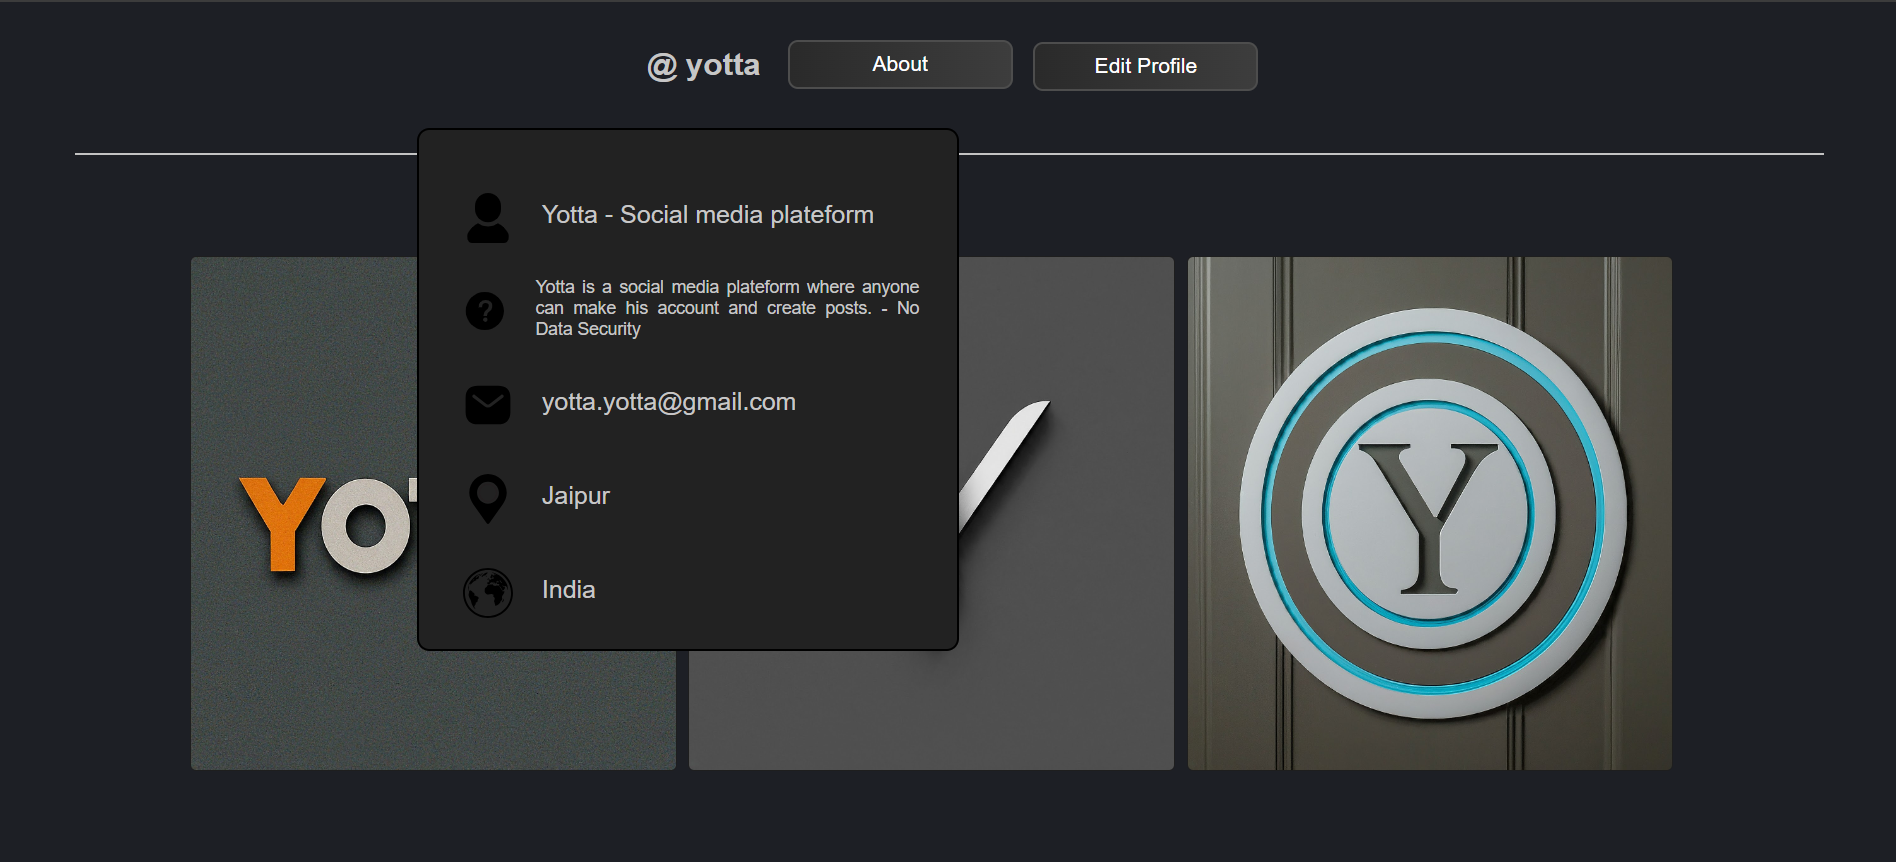 @ yotta
About
Edit Profile
Yotta - Social media plateform
Yotta is a social media plateform where anyone
can make his account and create posts. - No
Data Security
yotta.yotta@gmail.com
Jaipur
India
YO
Y